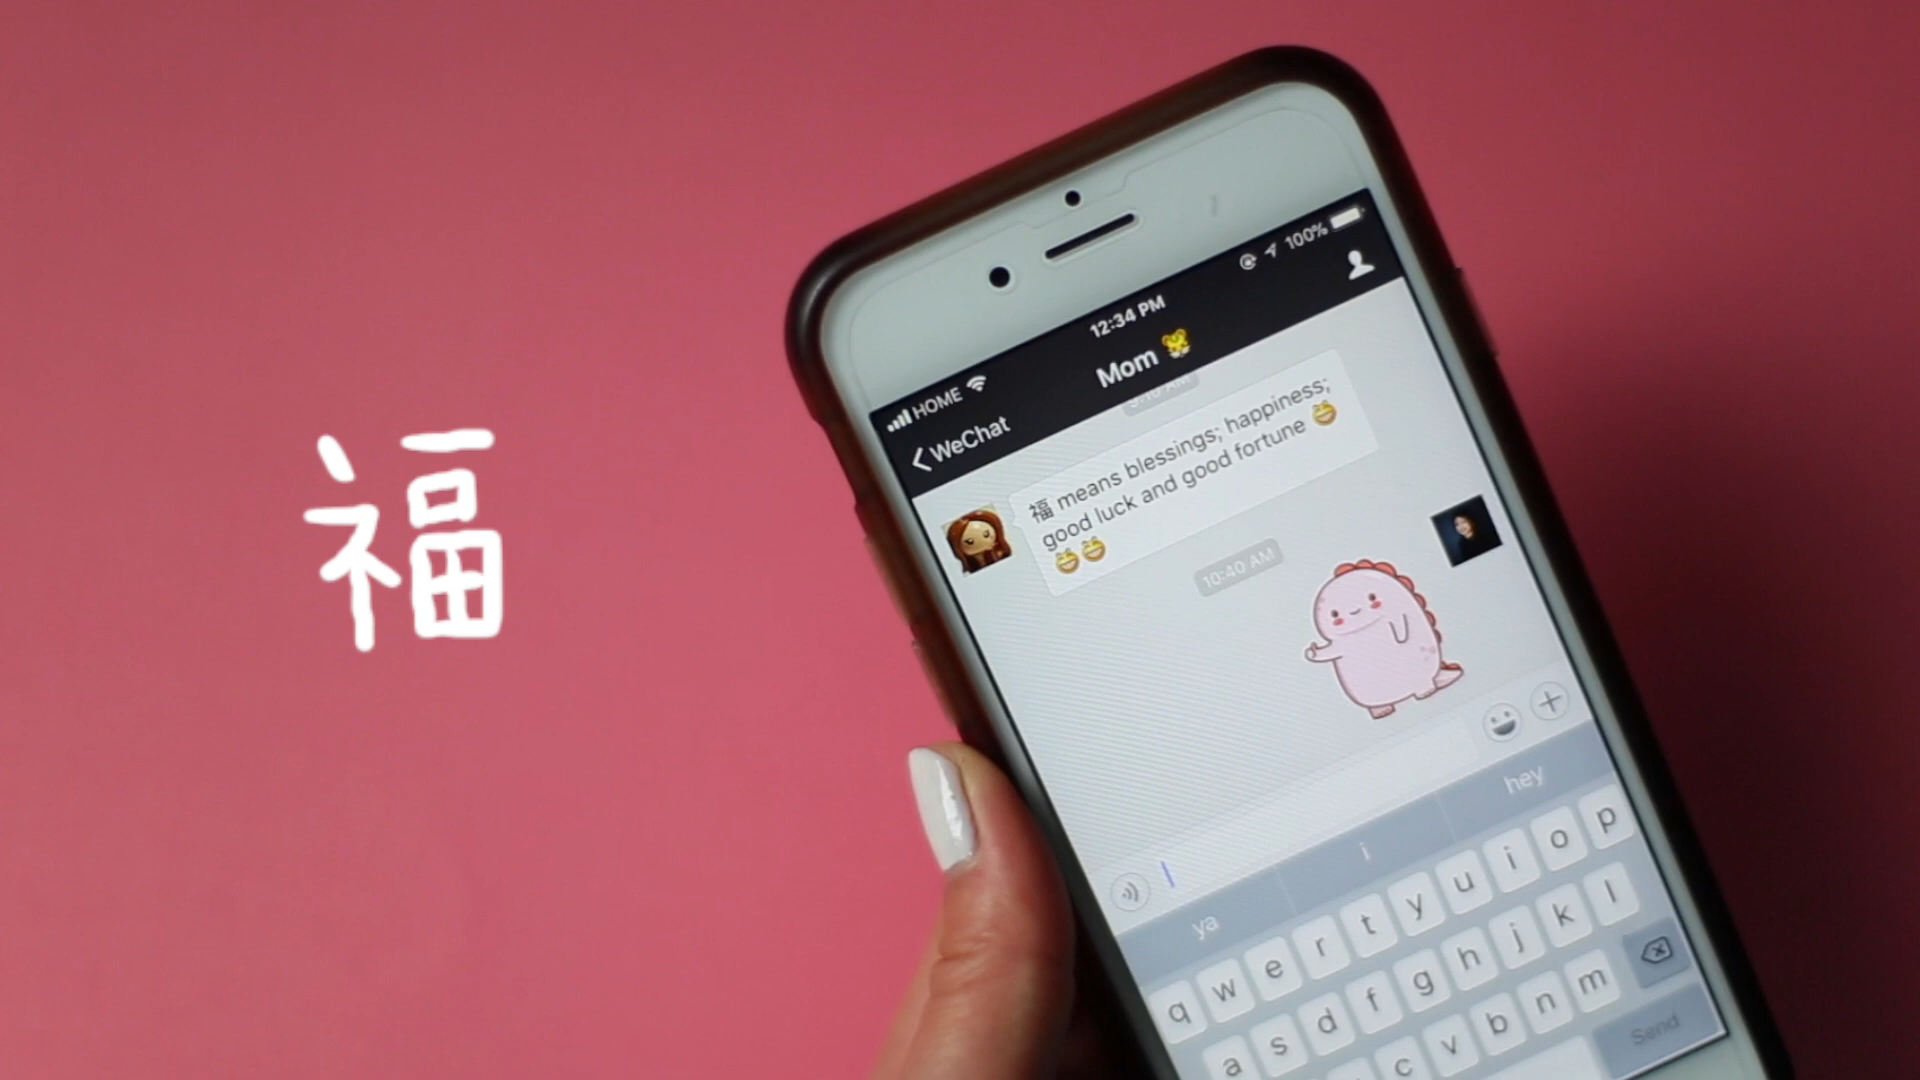 福
HOME
12:34 PM
100%
WeChat
Mom
福 means blessings; happiness;
good luck and good fortune
10:40 AM
ya
i
hey
q w e r t y u i o p
a s d f g h j k l
c v b n m
Send